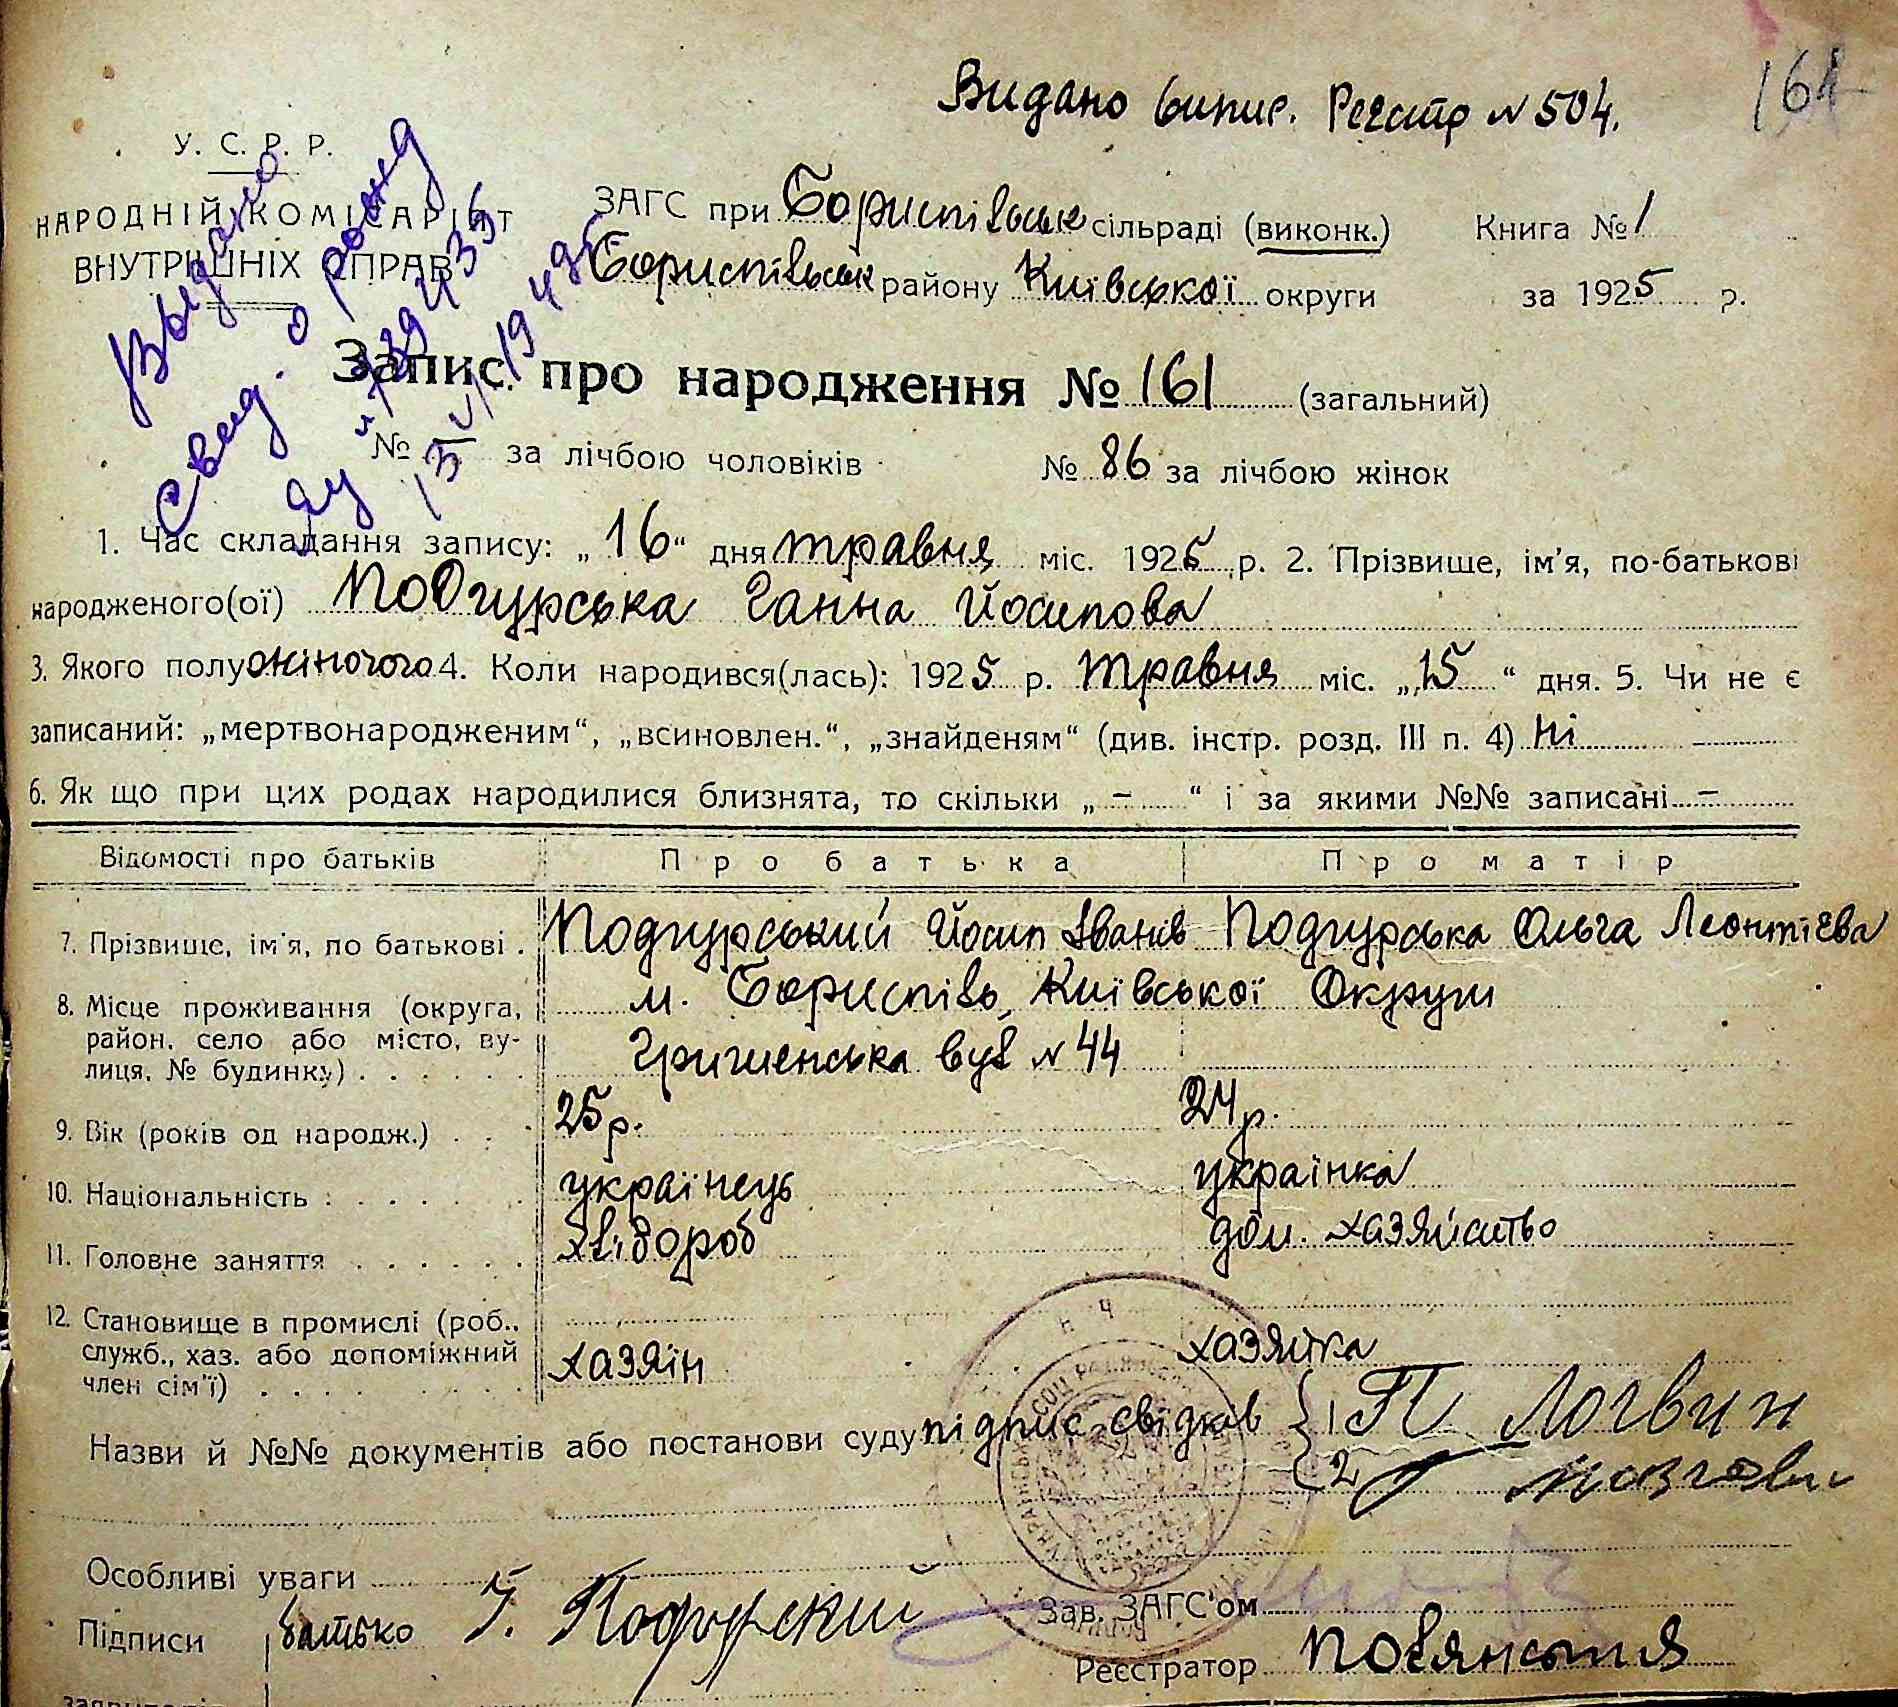 Видано випис. Реєстр № 504.
161
У. С. Р. Р.
НАРОДНІЙ КОМІСАРІЯТ
ВНУТРІШНІХ СПРАВ
Выдано
Свид. о рожд
ЗАГС при Бориспільськ сільраді (виконк.) Книга № 1
Бориспільськ району Київської округи за 1925 р.
Запис про народження № 161 (загальний)
№ — за лічбою чоловіків № 86 за лічбою жінок
1. Час складання запису: „16“ дня травня міс. 1925 р. 2. Прізвище, ім'я, по-батькові
народженого(ої) Подгурська Ганна Йосипова
3. Якого полу жіночого 4. Коли народився(лась): 1925 р. травня міс. „15“ дня. 5. Чи не є
записаний: „мертвонародженим“, „всиновлен.“, „знайденям“ (див. інстр. розд. III п. 4) ні
6. Як що при цих родах народилися близнята, то скільки „ – “ і за якими №№ записані –
Відомості про батьків Про батька Про матір
7. Прізвище, ім'я, по батькові . Подгурський Йосип Іванів Подгурська Ольга Леонтієва
8. Місце проживання (округа, м. Бориспіль, Київської Округи
район, село або місто, ву-
лиця, № будинку) . . . . . . Гришенська вул № 44
9. Вік (років од народж.) . . . 25 р. 24 р.
10. Національність : . . . . . українець українка
11. Головне заняття . . . . . . хлібороб дом. хазяйство
12. Становище в промислі (роб.,
служб., хаз. або допоміжний хазяїн хазяйка
член сім'ї) . . . . . . . .
Назви й №№ документів або постанови суду підпис свідків { 1 П Логвин
2
Особливі уваги
Підписи батько Й. Подгурский Зав. ЗАГС'ом
Реєстратор